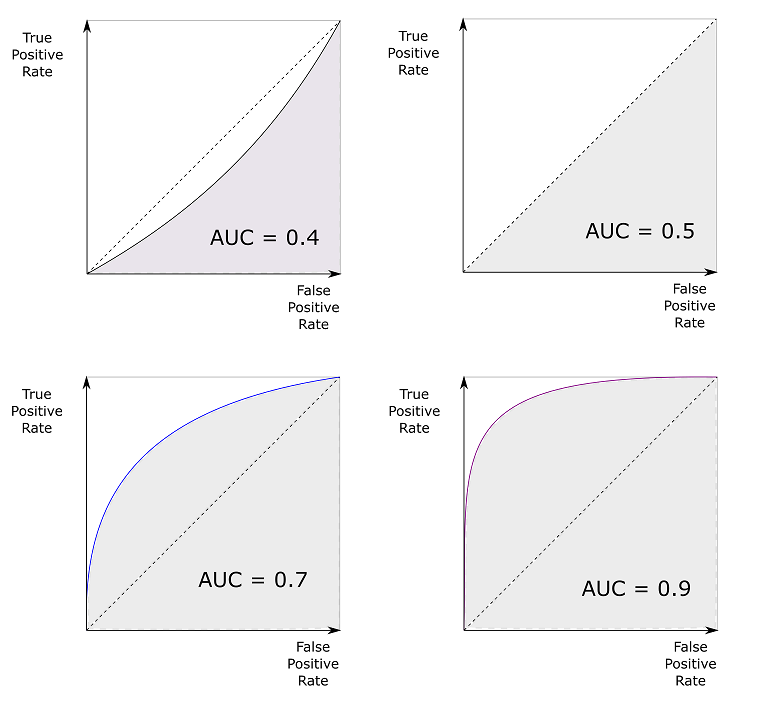 True
Positive
Rate
AUC = 0.4
False
Positive
Rate
True
Positive
Rate
AUC = 0.5
False
Positive
Rate
True
Positive
Rate
AUC = 0.7
False
Positive
Rate
True
Positive
Rate
AUC = 0.9
False
Positive
Rate